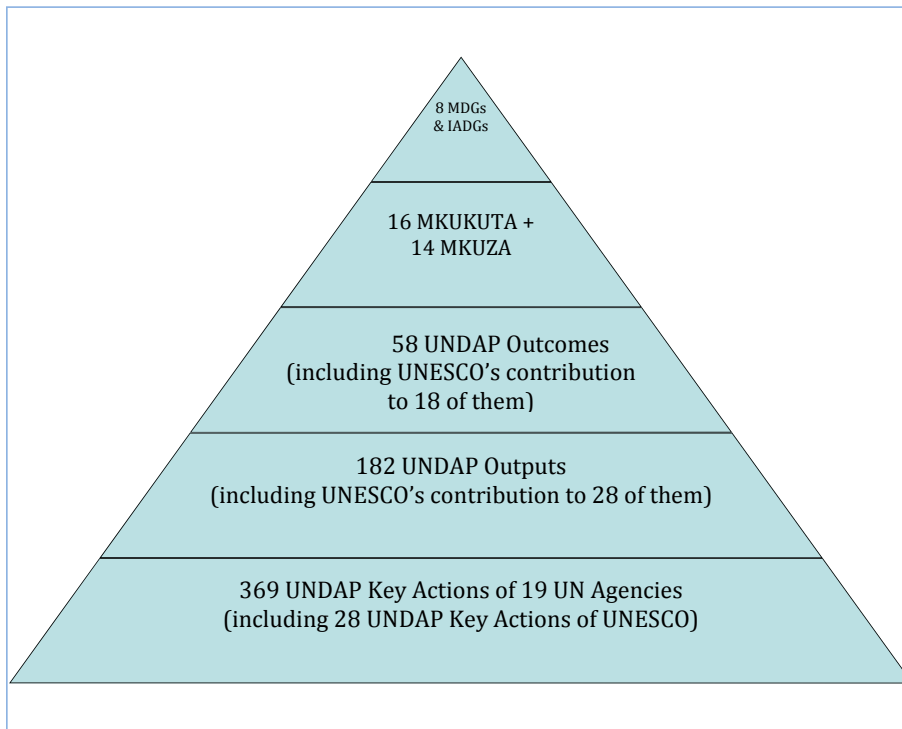 8 MDGs
& IADGs
16 MKUKUTA +
14 MKUZA
58 UNDAP Outcomes
(including UNESCO’s contribution
to 18 of them)
182 UNDAP Outputs
(including UNESCO’s contribution to 28 of them)
369 UNDAP Key Actions of 19 UN Agencies
(including 28 UNDAP Key Actions of UNESCO)